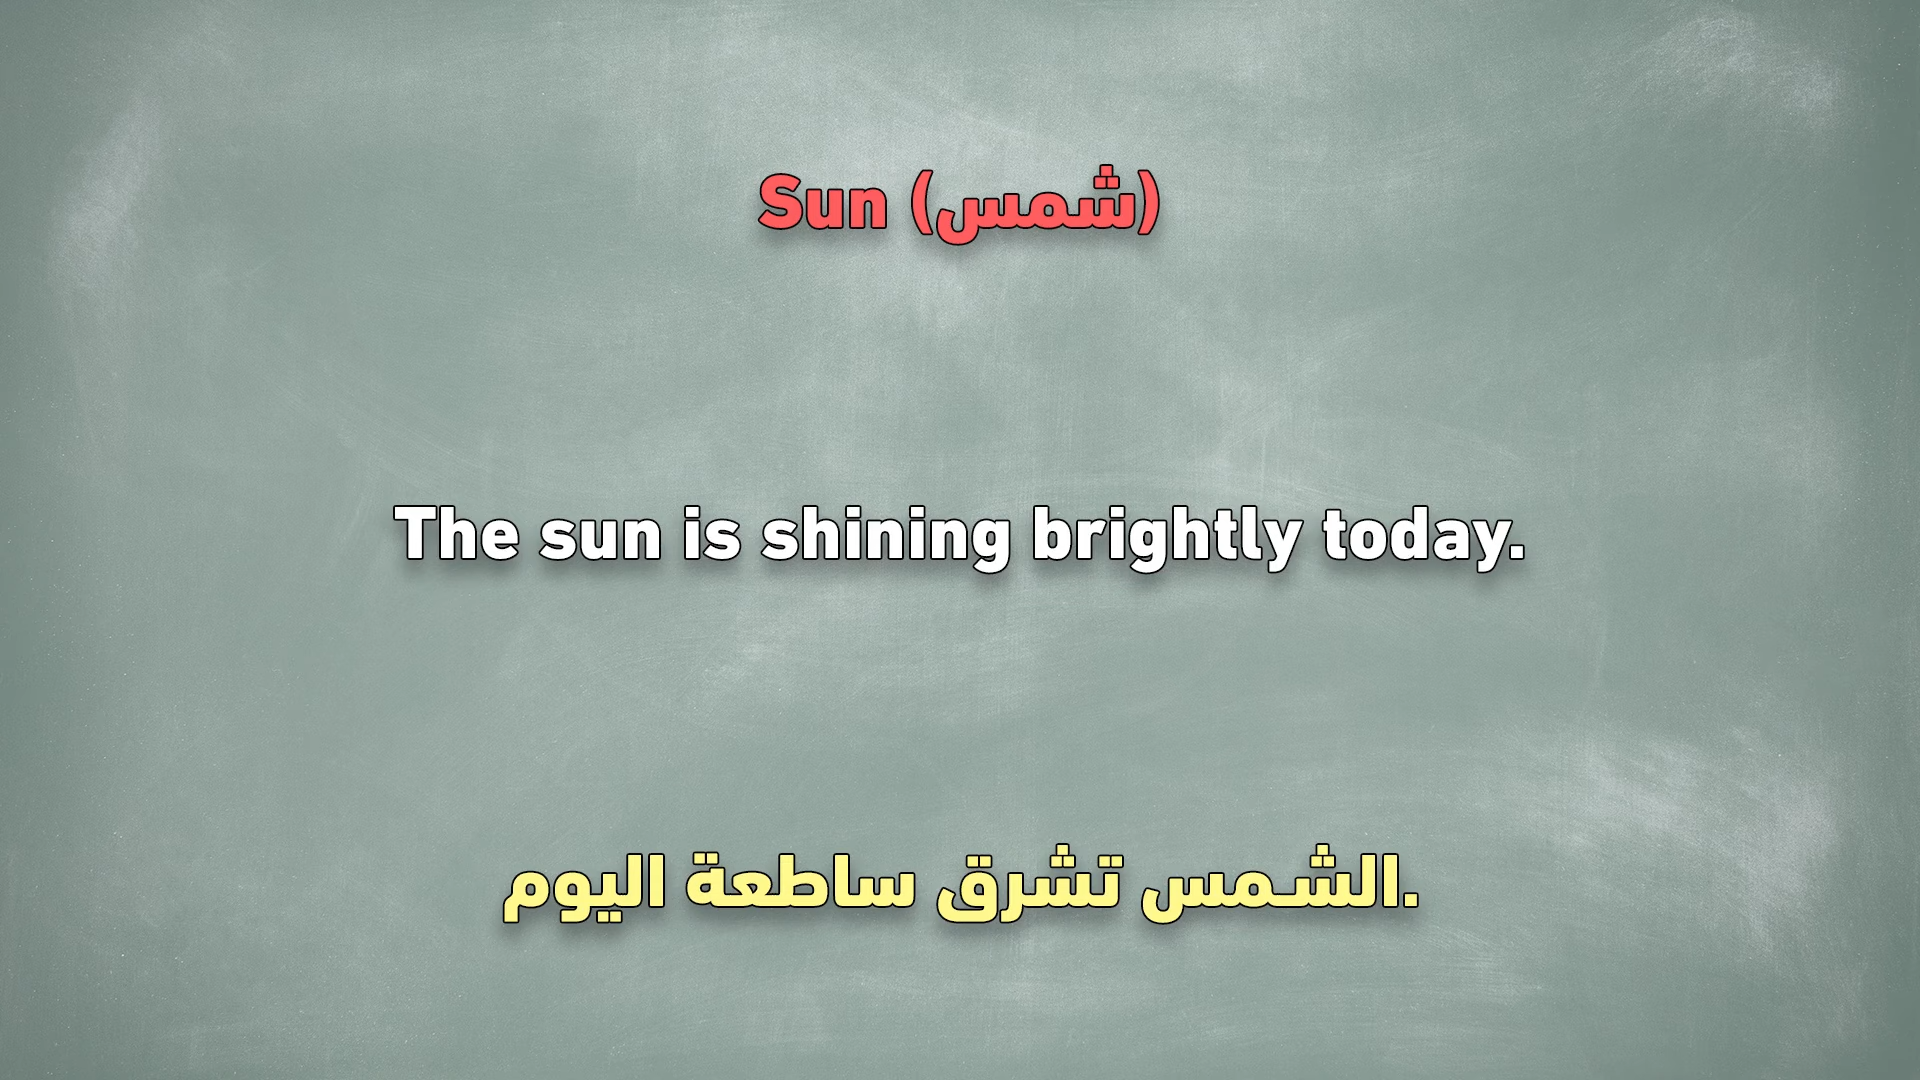 Sun (شمس)
The sun is shining brightly today.
الشمس تشرق ساطعة اليوم.